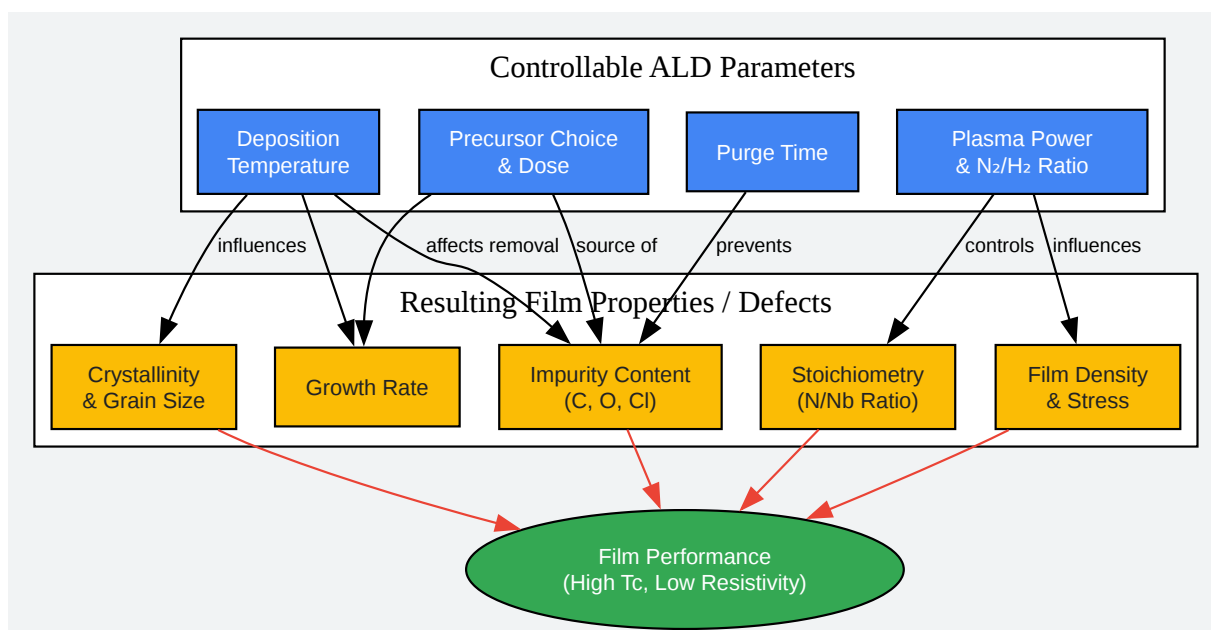 Controllable ALD Parameters
Deposition
Temperature
Precursor Choice
& Dose
Purge Time
Plasma Power
& N₂/H₂ Ratio
influences
affects removal
source of
prevents
controls
influences
Resulting Film Properties / Defects
Crystallinity
& Grain Size
Growth Rate
Impurity Content
(C, O, Cl)
Stoichiometry
(N/Nb Ratio)
Film Density
& Stress
Film Performance
(High Tc, Low Resistivity)